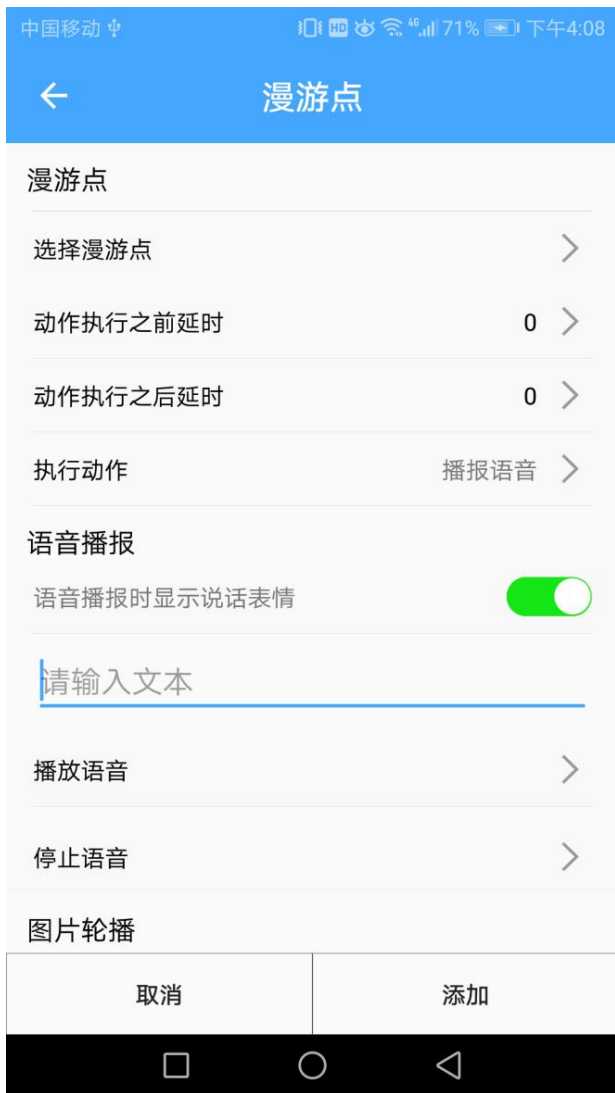 中国移动 HD 46 71% 下午4:08
漫游点
漫游点
选择漫游点
动作执行之前延时 0
动作执行之后延时 0
执行动作 播报语音
语音播报
语音播报时显示说话表情
请输入文本
播放语音
停止语音
图片轮播
取消 添加